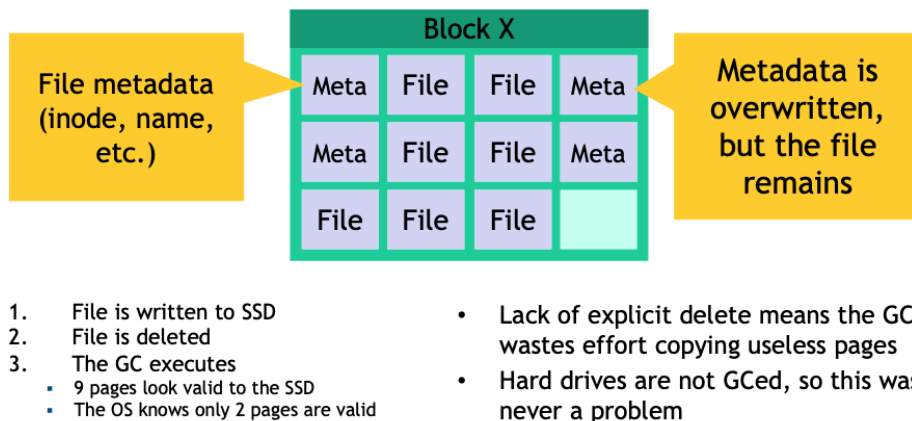 Block X
File metadata
(inode, name,
etc.)
Meta File File Meta
Meta File File Meta
File File File
Metadata is
overwritten,
but the file
remains
1. File is written to SSD
2. File is deleted
3. The GC executes
▪ 9 pages look valid to the SSD
▪ The OS knows only 2 pages are valid
• Lack of explicit delete means the GC
wastes effort copying useless pages
• Hard drives are not GCed, so this was
never a problem